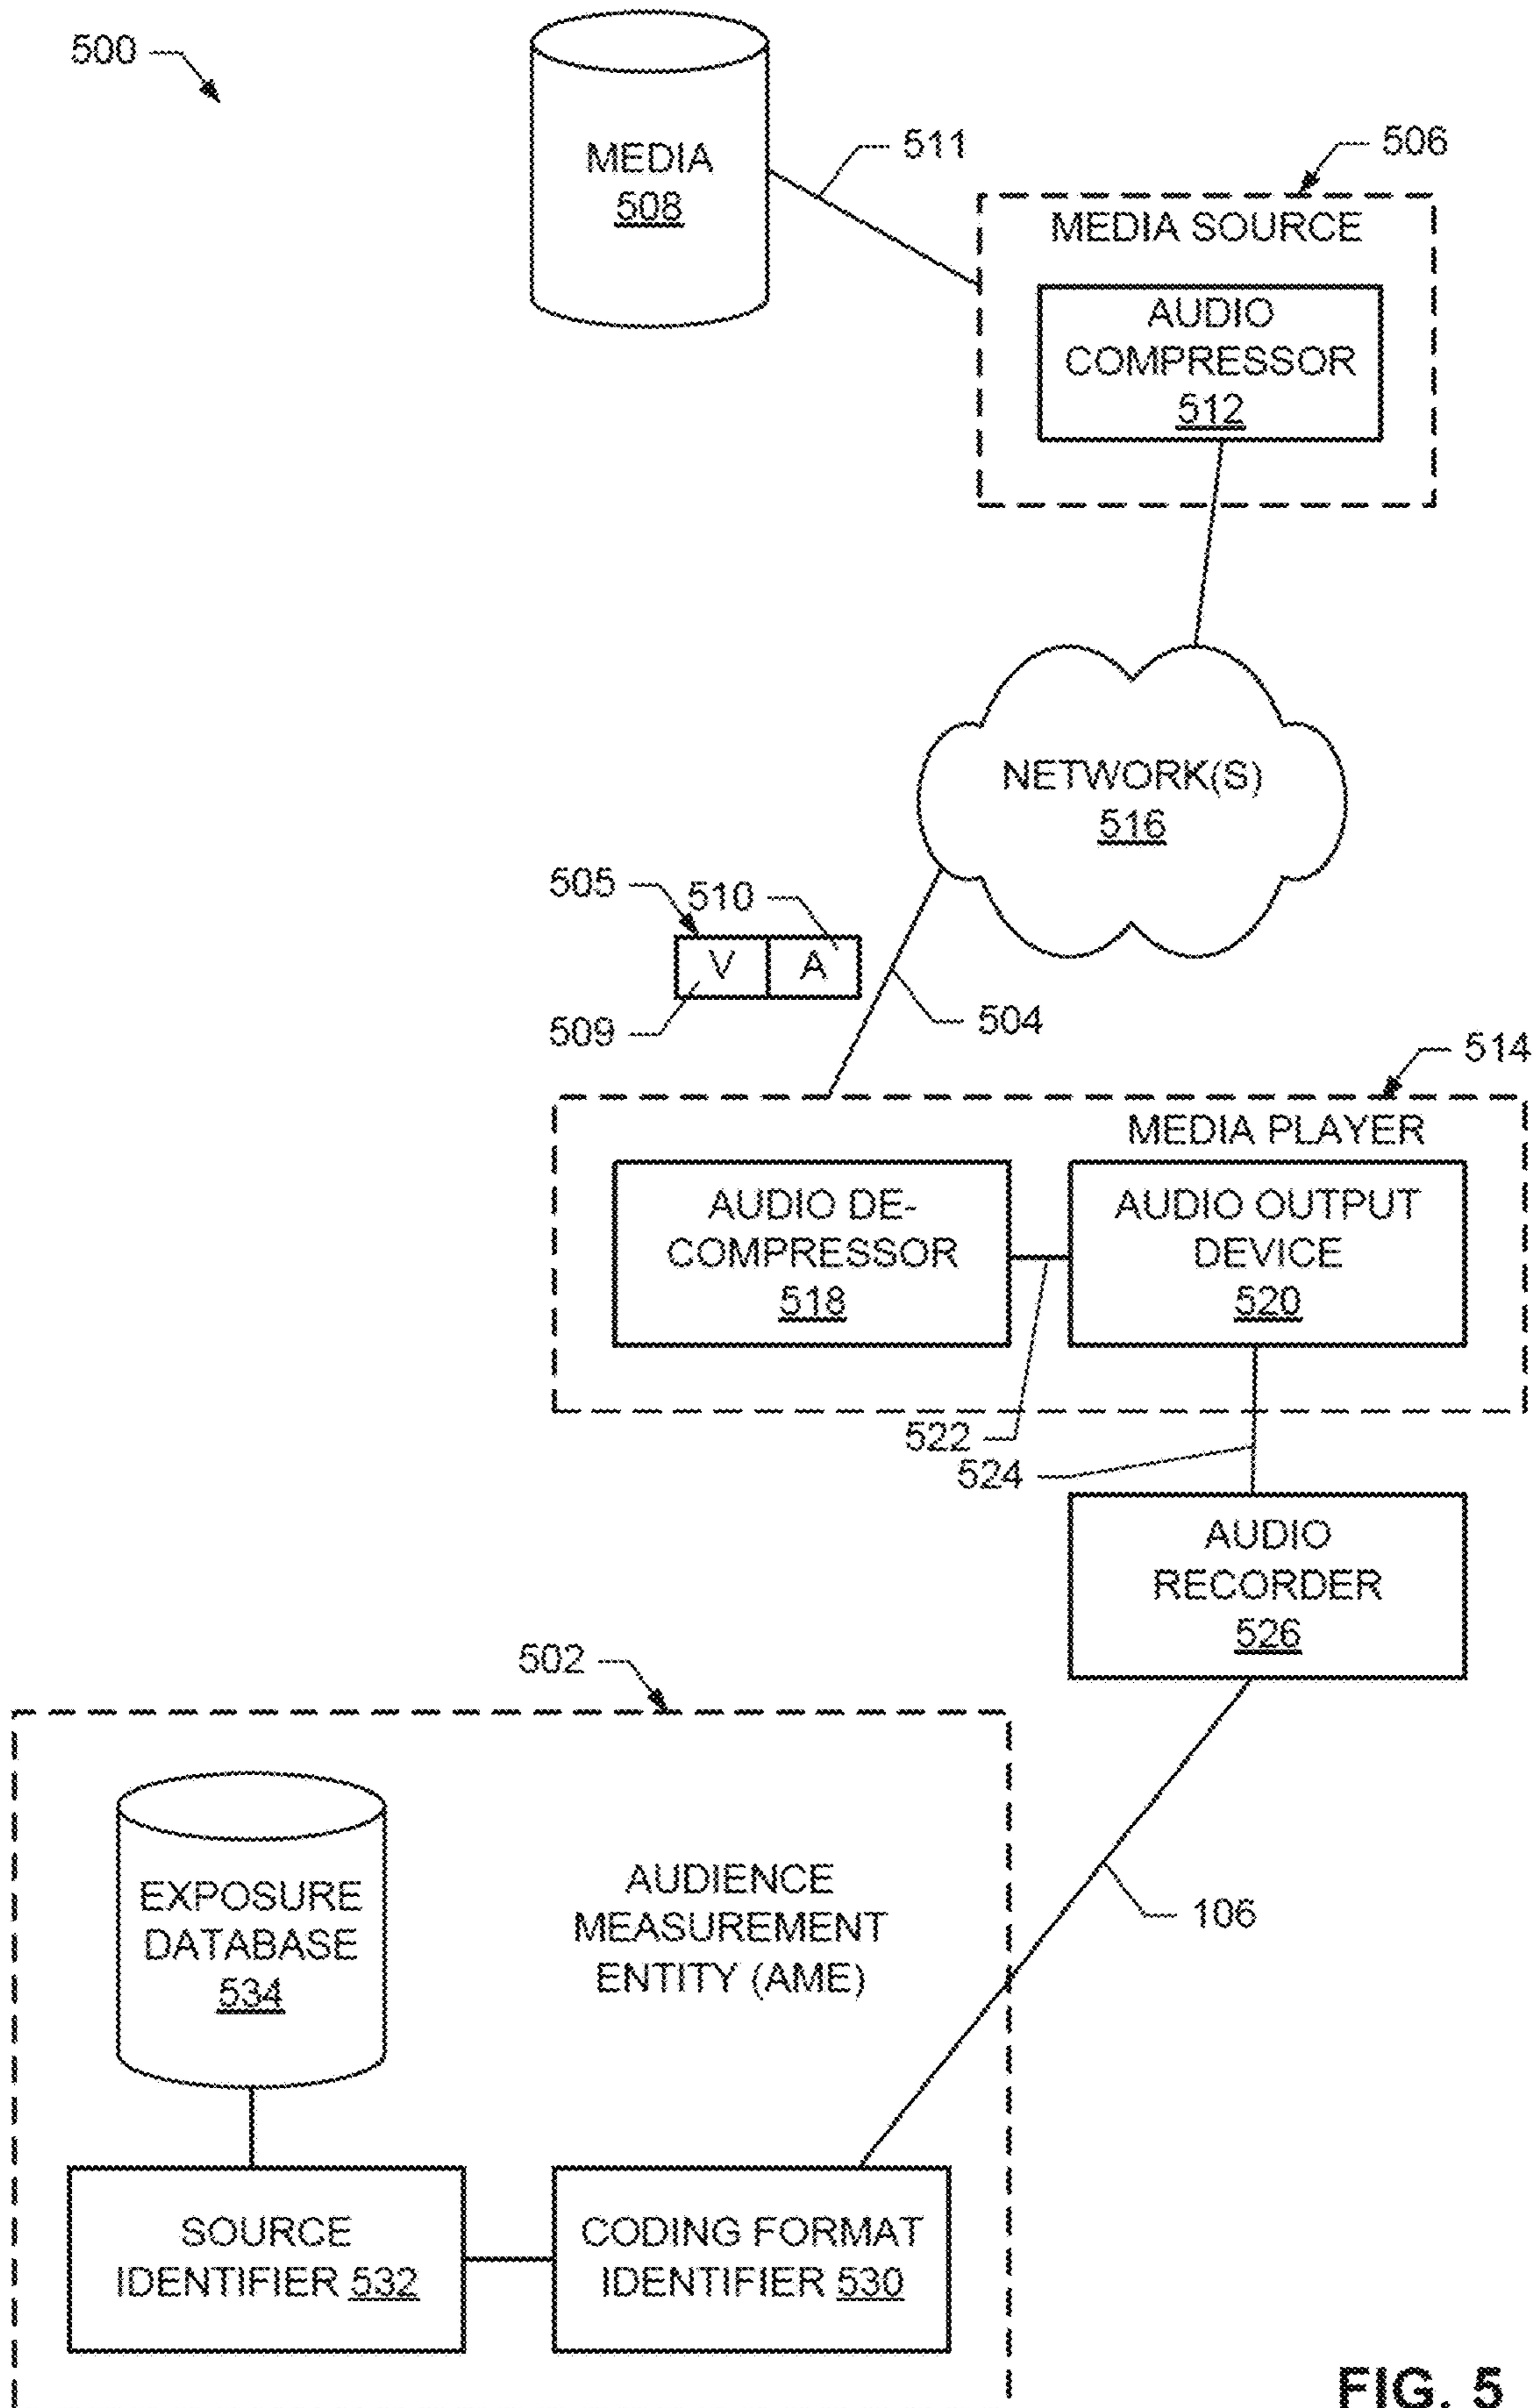 500
MEDIA
508
511
506
MEDIA SOURCE
AUDIO
COMPRESSOR
512
NETWORK(S)
516
505
510
V
A
509
504
514
MEDIA PLAYER
AUDIO DE-
COMPRESSOR
518
AUDIO OUTPUT
DEVICE
520
522
524
AUDIO
RECORDER
526
502
EXPOSURE
DATABASE
534
AUDIENCE
MEASUREMENT
ENTITY (AME)
106
SOURCE
IDENTIFIER 532
CODING FORMAT
IDENTIFIER 530
FIG. 5